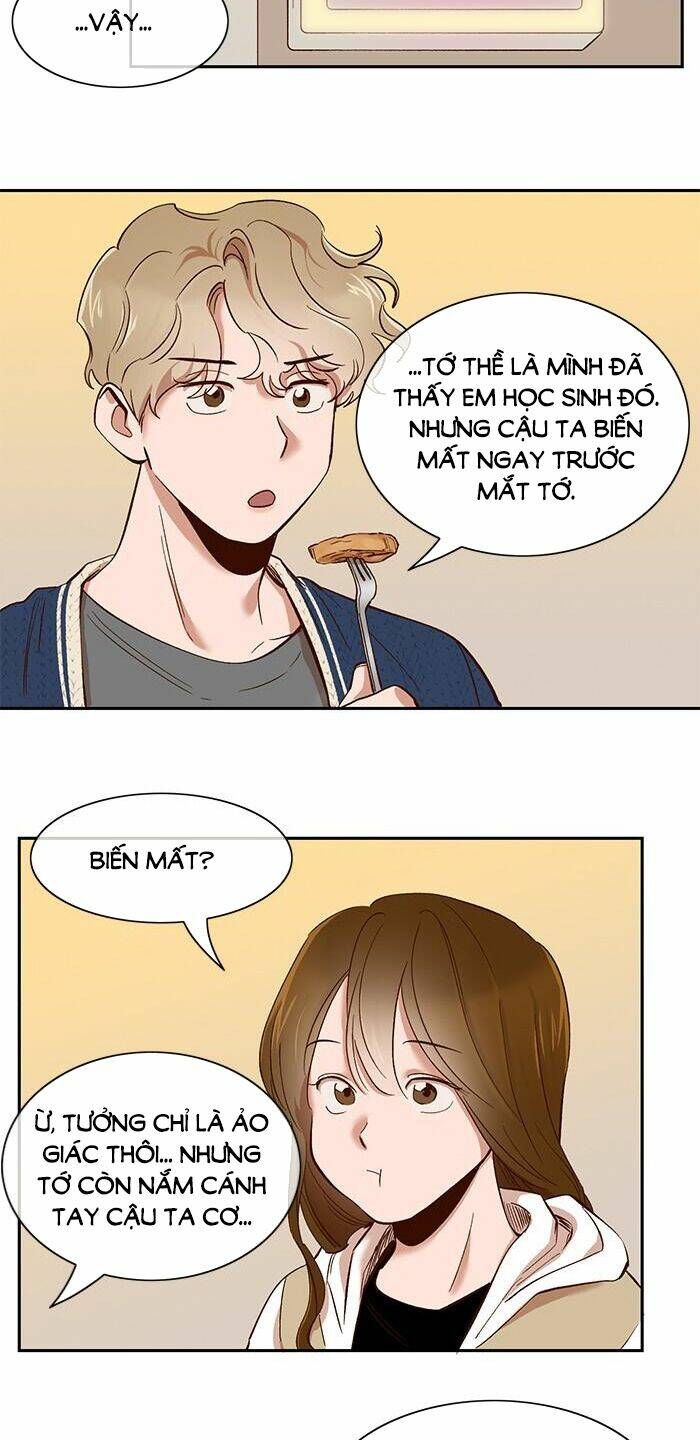 ...VẬY...
...TỚ THỀ LÀ MÌNH ĐÃ
THẤY EM HỌC SINH ĐÓ.
NHƯNG CẬU TA BIẾN
MẤT NGAY TRƯỚC
MẮT TỚ.
BIẾN MẤT?
Ừ, TƯỞNG CHỈ LÀ ẢO
GIÁC THÔI... NHƯNG
TỚ CÒN NẮM CÁNH
TAY CẬU TA CƠ...